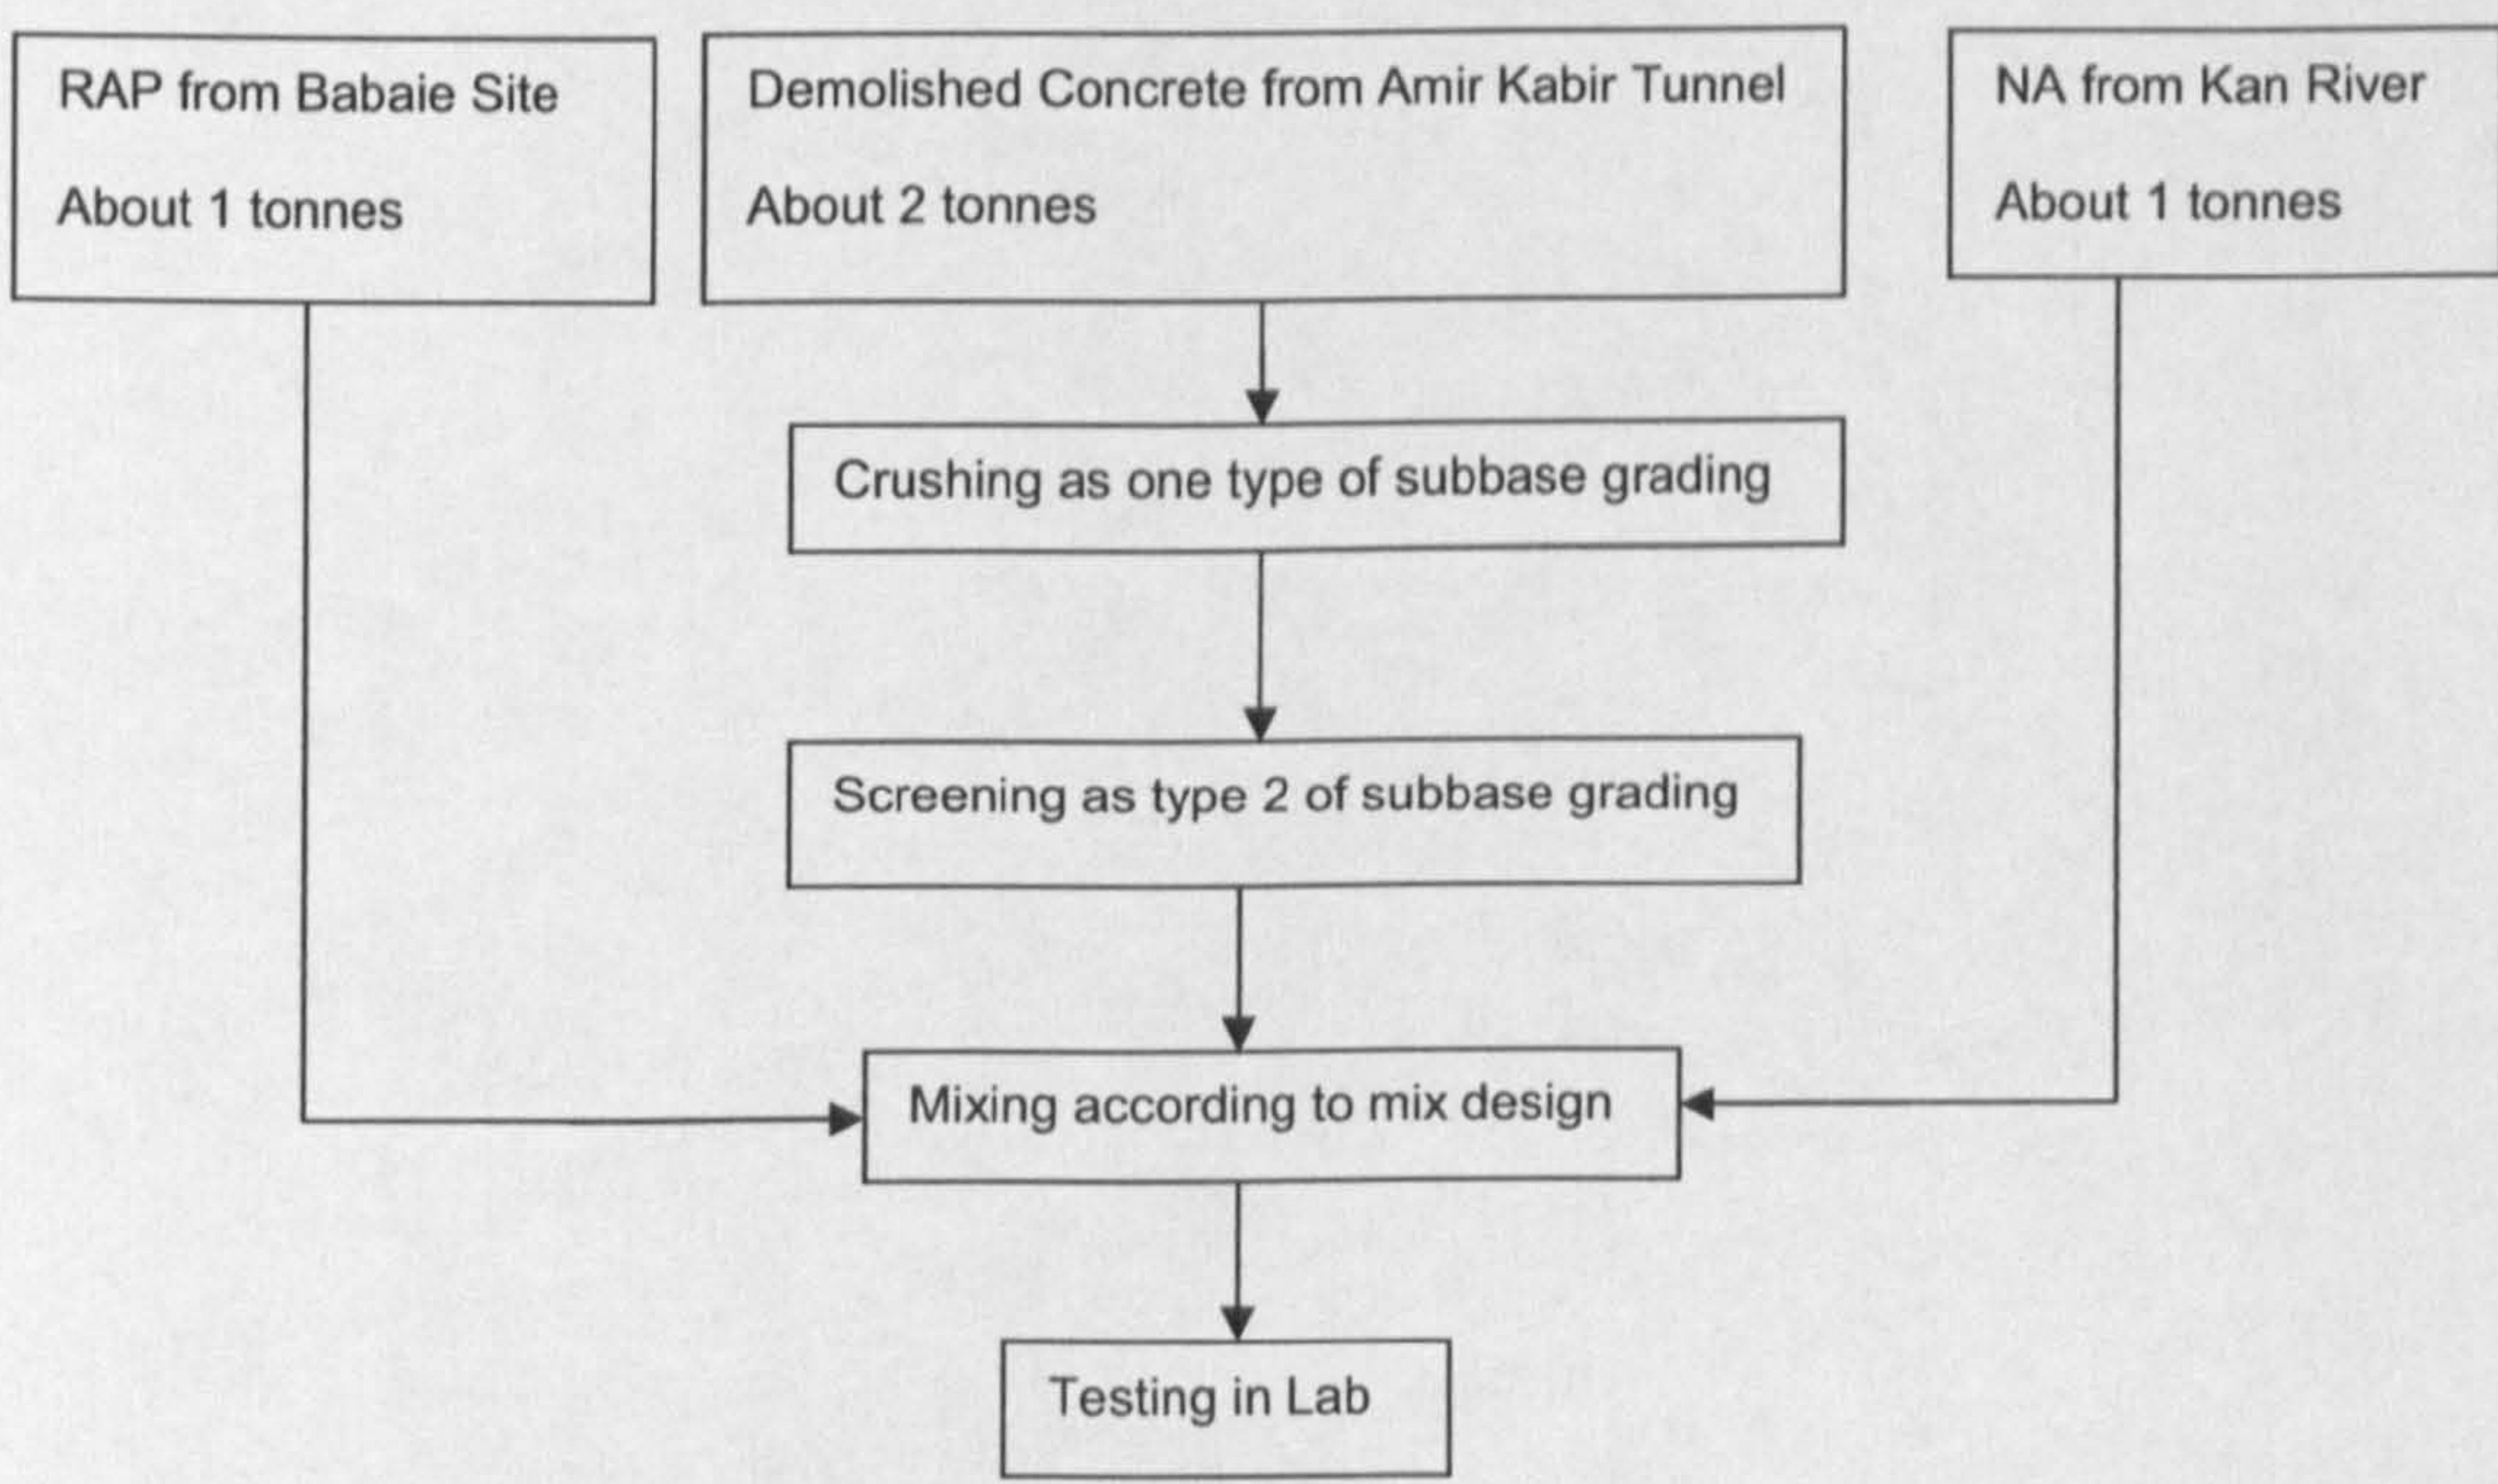 RAP from Babaie Site
About 1 tonnes
Demolished Concrete from Amir Kabir Tunnel
About 2 tonnes
NA from Kan River
About 1 tonnes
Crushing as one type of subbase grading
Screening as type 2 of subbase grading
Mixing according to mix design
Testing in Lab